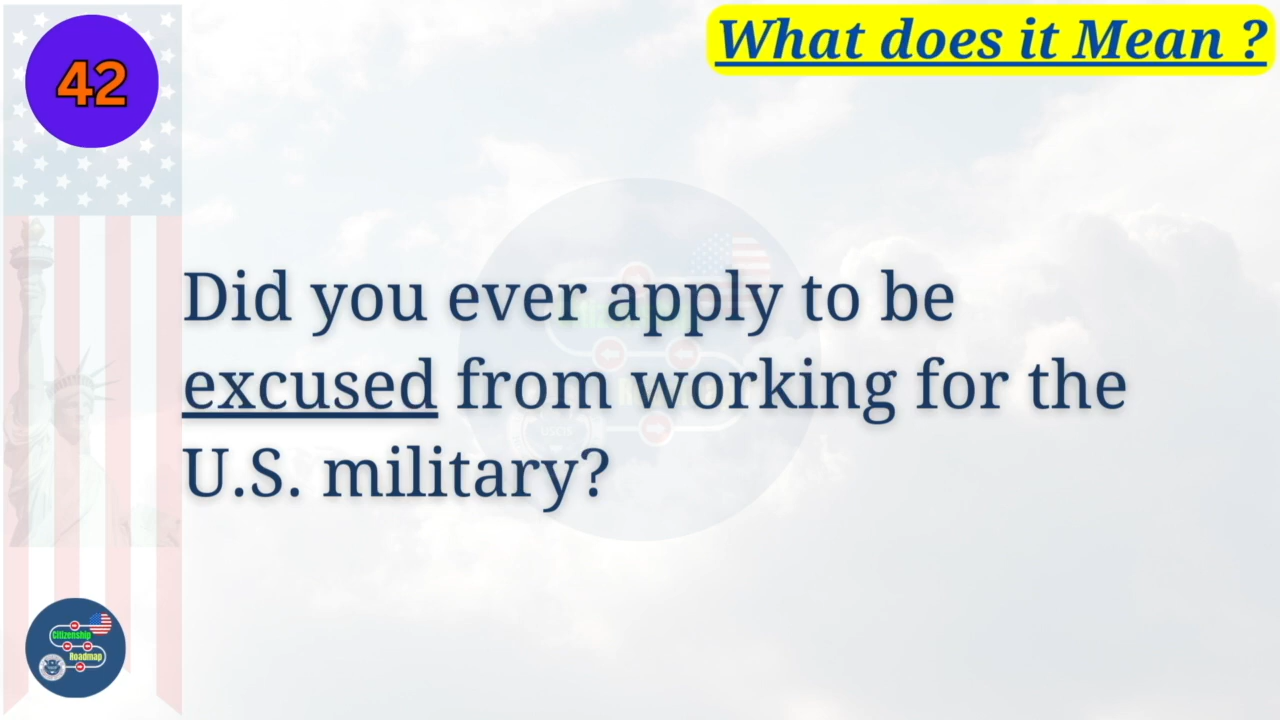 42
What does it Mean ?
Did you ever apply to be
excused from working for the
U.S. military?
Citizenship
Roadmap